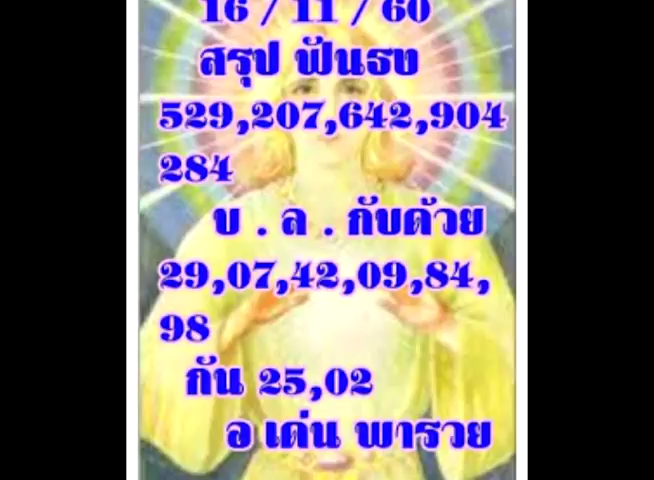 16 / 11 / 60
สรุป ฟันธง
529,207,642,904
284
บ . ล . กับด้วย
29,07,42,09,84,
98
กัน 25,02
อ เด่น พารวย